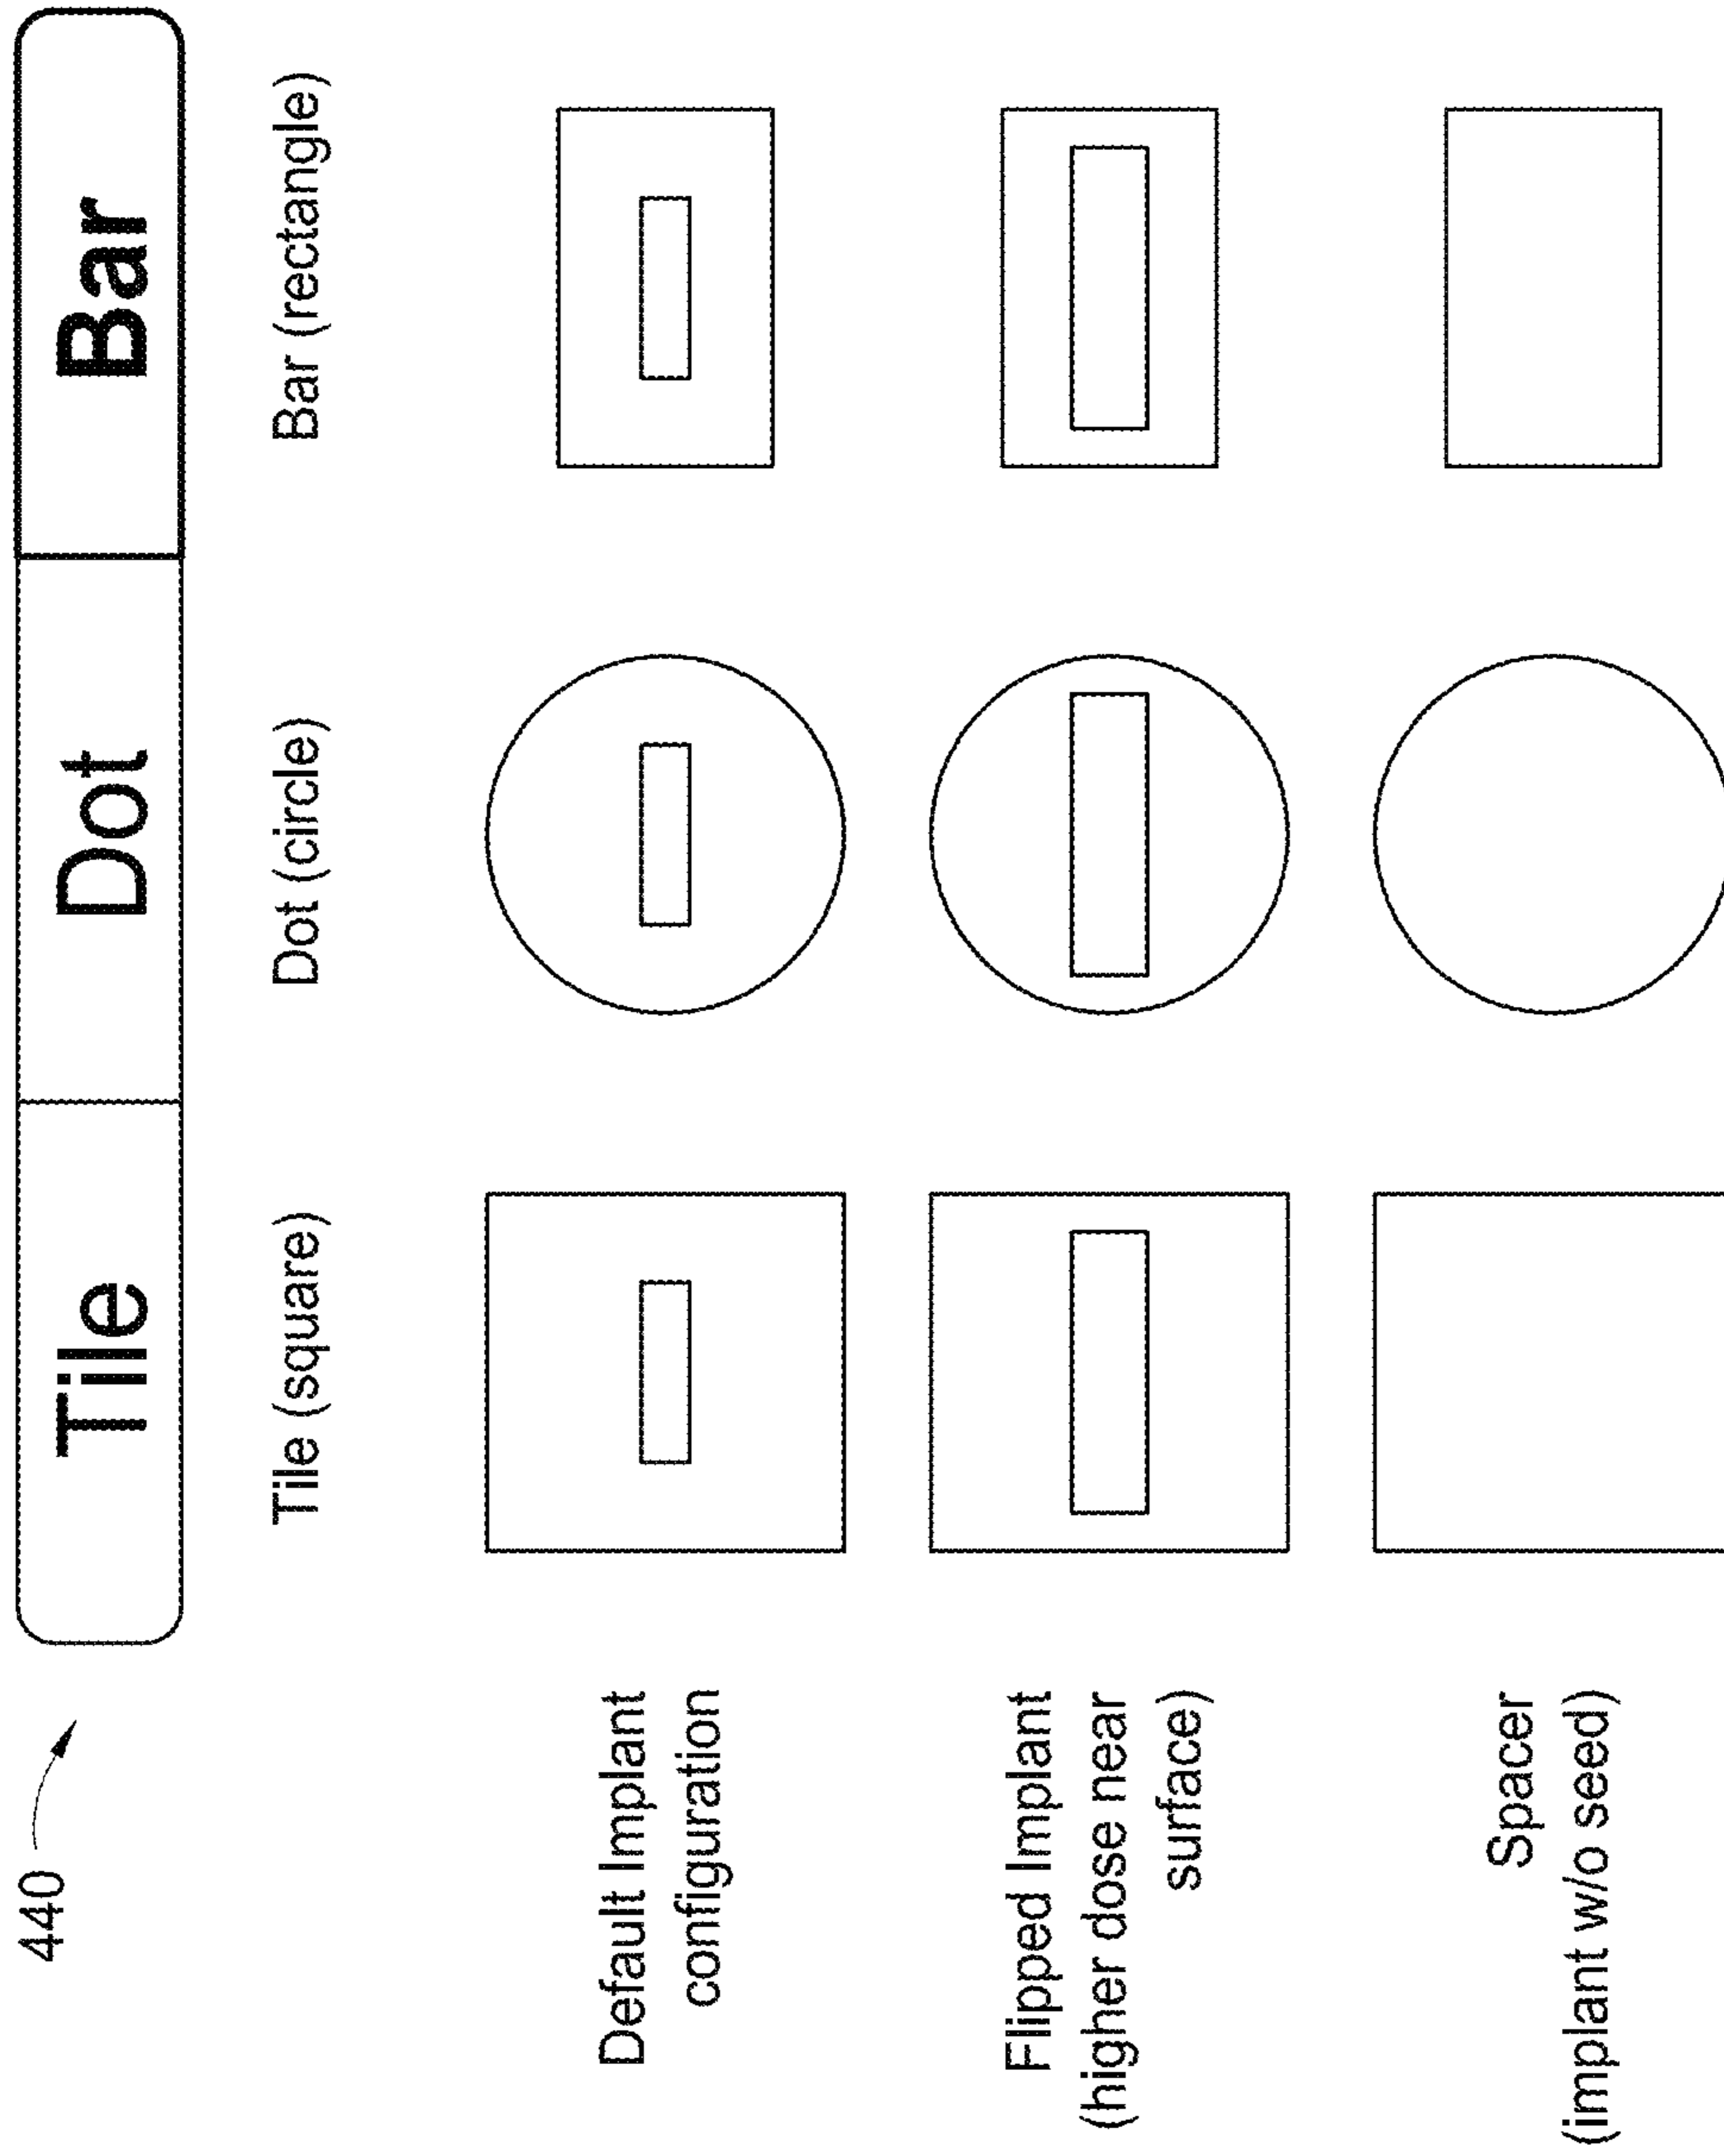 440
Tile Dot Bar
Tile (square) Dot (circle) Bar (rectangle)
Default Implant
configuration
Flipped Implant
(higher dose near
surface)
Spacer
(implant w/o seed)